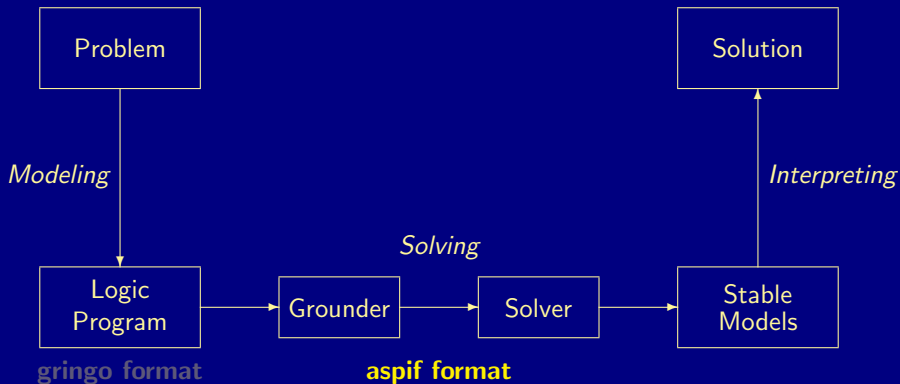 Problem
Solution
Modeling
Interpreting
Solving
Logic
Program
Grounder
Solver
Stable
Models
gringo format
aspif format